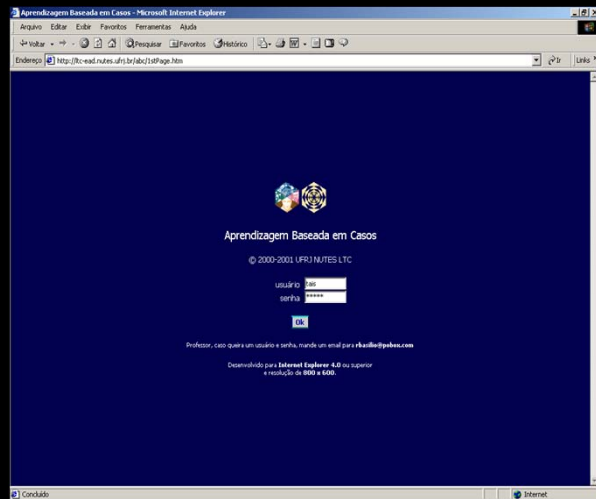 Aprendizagem Baseada em Casos - Microsoft Internet Explorer
Arquivo Editar Exibir Favoritos Ferramentas Ajuda
Voltar Pesquisar Favoritos Histórico
Endereço http://ltc-ead.nutes.ufrj.br/abc/1stPage.htm Ir Links
Aprendizagem Baseada em Casos
© 2000-2001 UFRJ NUTES LTC
usuário tais
senha *****
Ok
Professor, caso queira um usuário e senha, mande um email para rbasilio@pobox.com
Desenvolvido para Internet Explorer 4.0 ou superior
e resolução de 800 x 600.
Concluído Internet